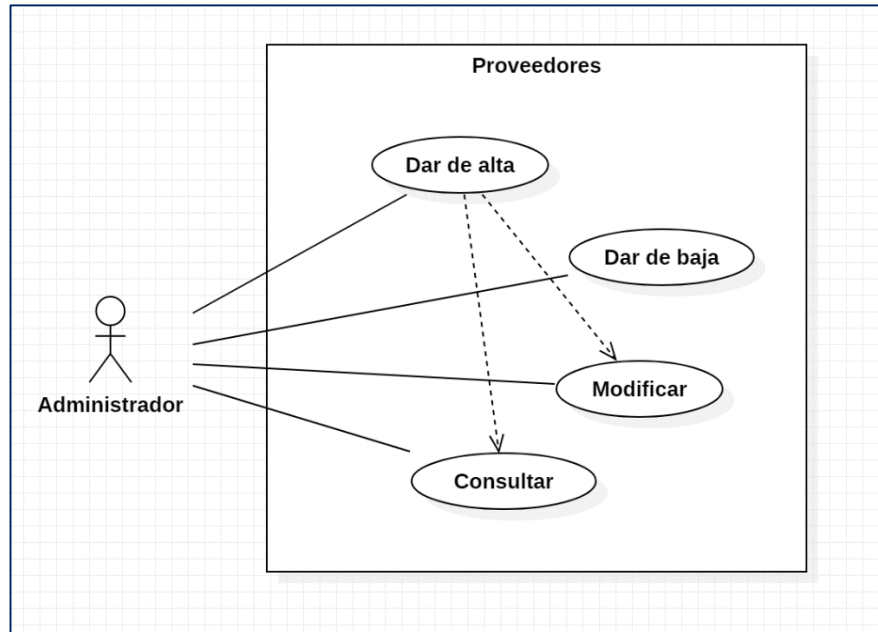 Proveedores
Dar de alta
Dar de baja
Modificar
Administrador
Consultar